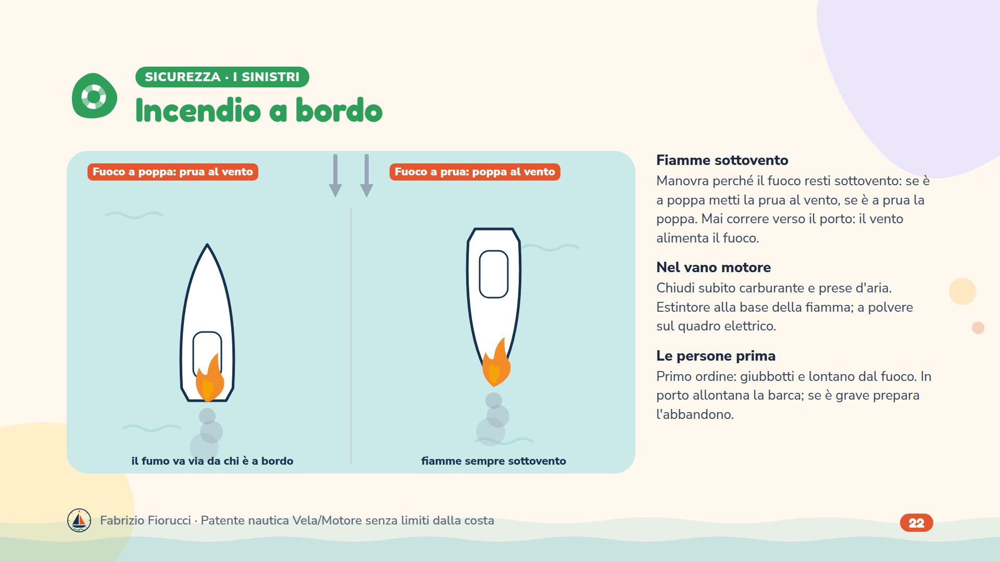 SICUREZZA · I SINISTRI
Incendio a bordo
Fuoco a poppa: prua al vento
Fuoco a prua: poppa al vento
il fumo va via da chi è a bordo
fiamme sempre sottovento
Fiamme sottovento
Manovra perché il fuoco resti sottovento: se è
a poppa metti la prua al vento, se è a prua la
poppa. Mai correre verso il porto: il vento
alimenta il fuoco.
Nel vano motore
Chiudi subito carburante e prese d'aria.
Estintore alla base della fiamma; a polvere
sul quadro elettrico.
Le persone prima
Primo ordine: giubbotti e lontano dal fuoco. In
porto allontana la barca; se è grave prepara
l'abbandono.
Fabrizio Fiorucci · Patente nautica Vela/Motore senza limiti dalla costa
22